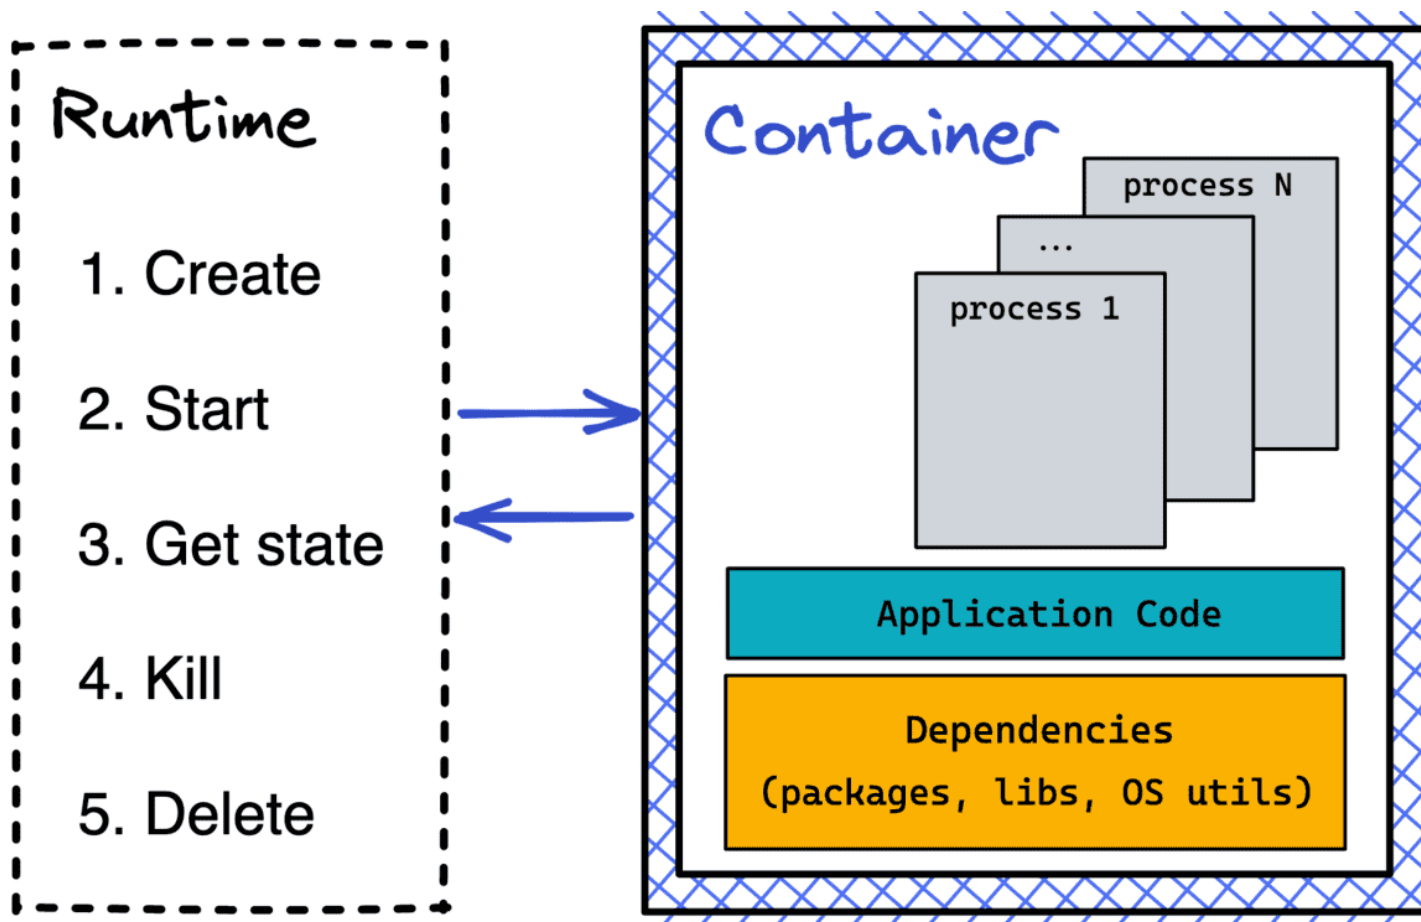 Runtime
1. Create
2. Start
3. Get state
4. Kill
5. Delete
Container
process N
...
process 1
Application Code
Dependencies
(packages, libs, OS utils)